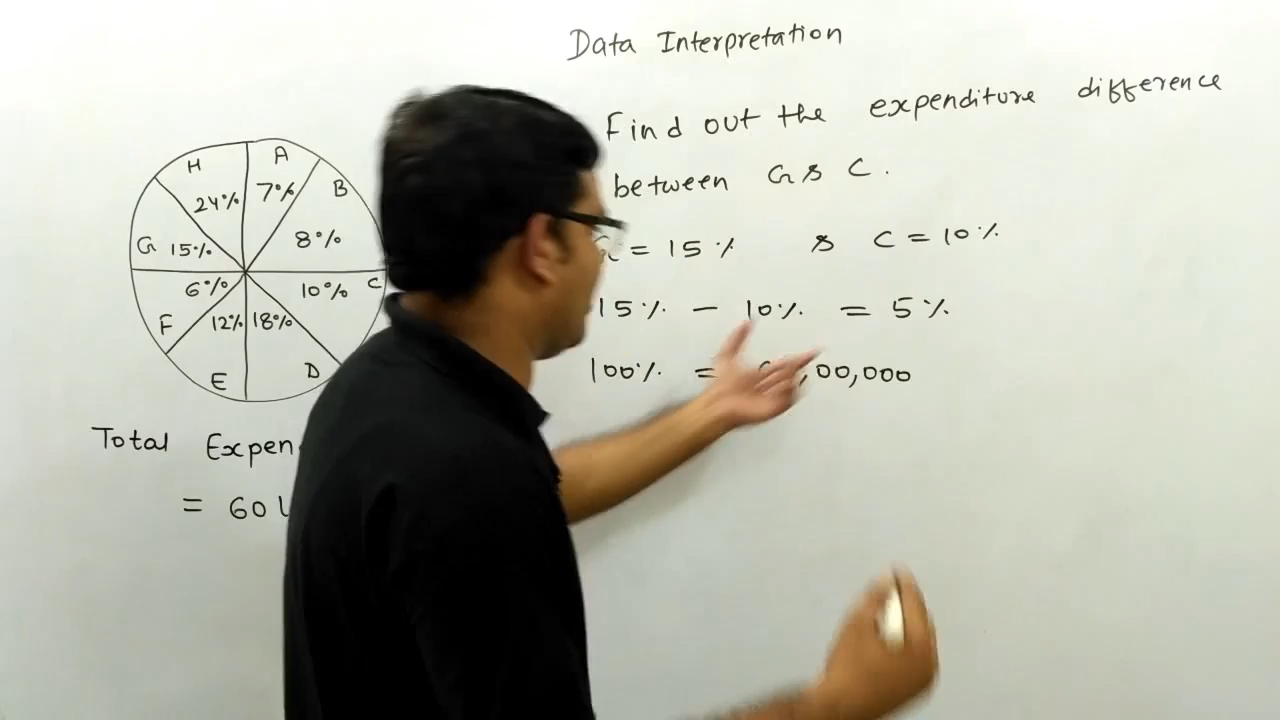 Data Interpretation
Find out the expenditure difference
between G & C.
H
A
24%
7%
B
G 15%
8%
6%
10% C
F
12% 18%
E
D
= 15% & C = 10%
15% - 10% = 5%
100% = ,00,000
Total
= 60